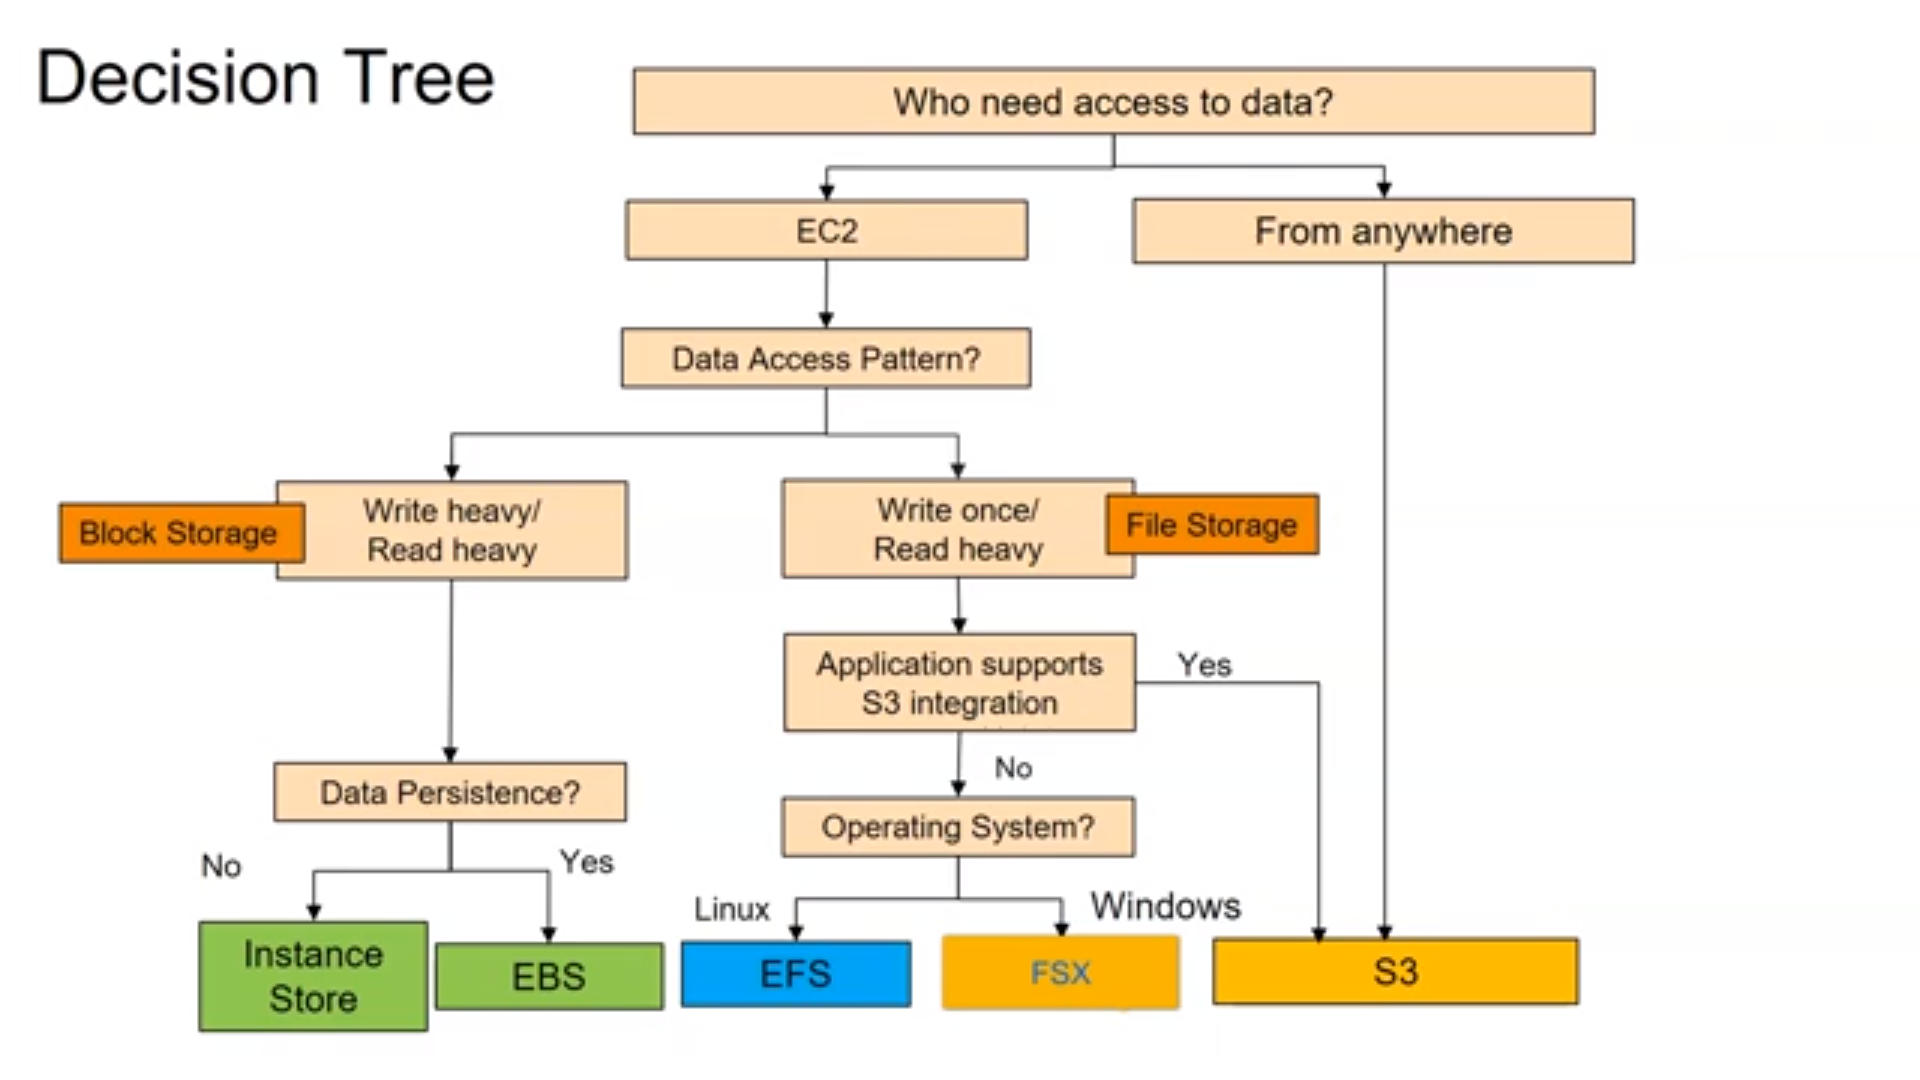 Decision Tree
Who need access to data?
EC2
From anywhere
Data Access Pattern?
Block Storage
Write heavy/
Read heavy
Write once/
Read heavy
File Storage
Application supports
S3 integration
Yes
No
Data Persistence?
Operating System?
No
Yes
Linux
Windows
Instance
Store
EBS
EFS
FSX
S3